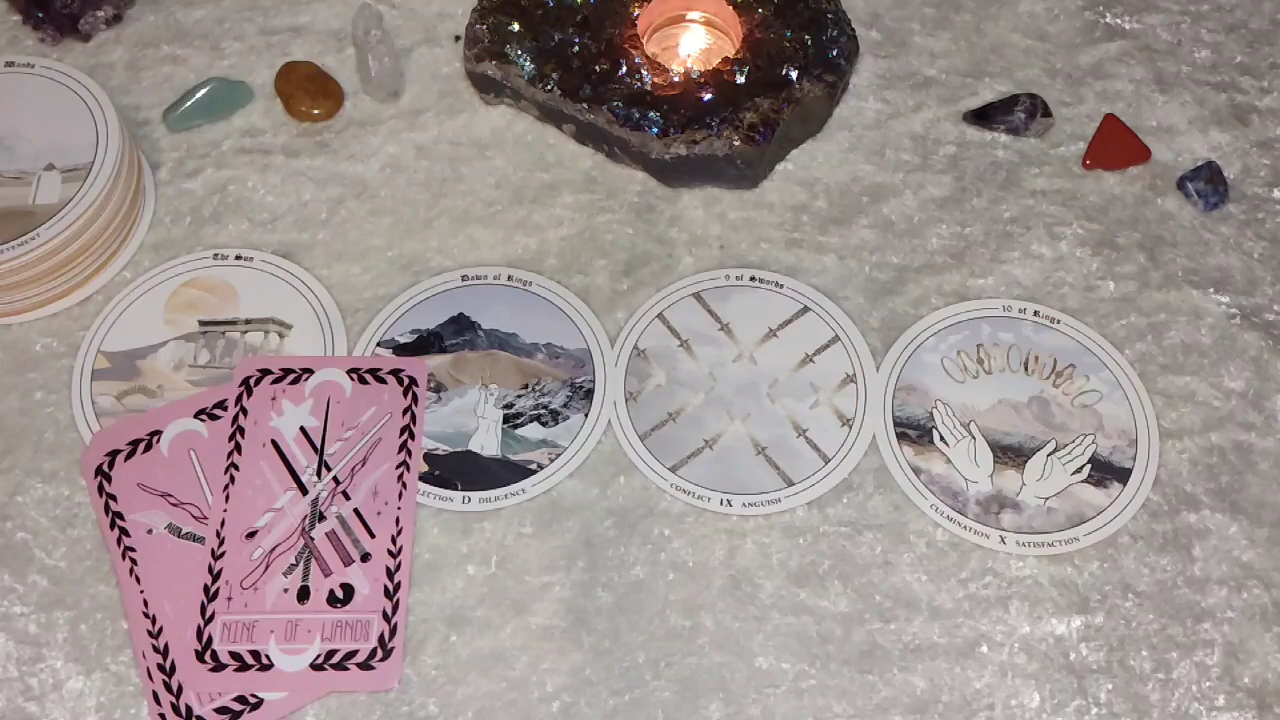 Wands
The Sun
Dawn of Rings
9 of Swords
10 of Rings
D DILIGENCE
CONFLICT IX ANGUISH
CULMINATION X SATISFACTION
NINE · OF · WANDS